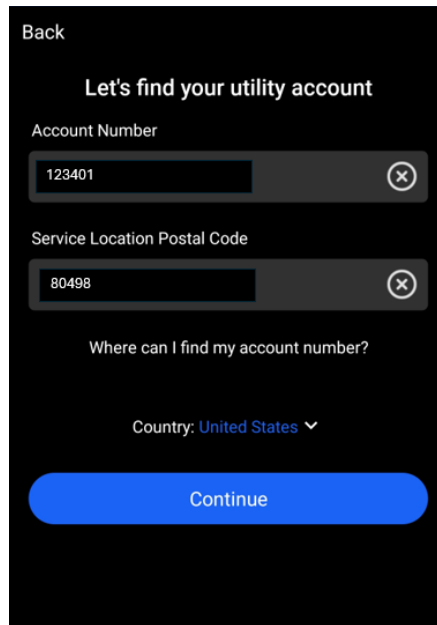 Back
Let's find your utility account
Account Number
123401
Service Location Postal Code
80498
Where can I find my account number?
Country: United States
Continue